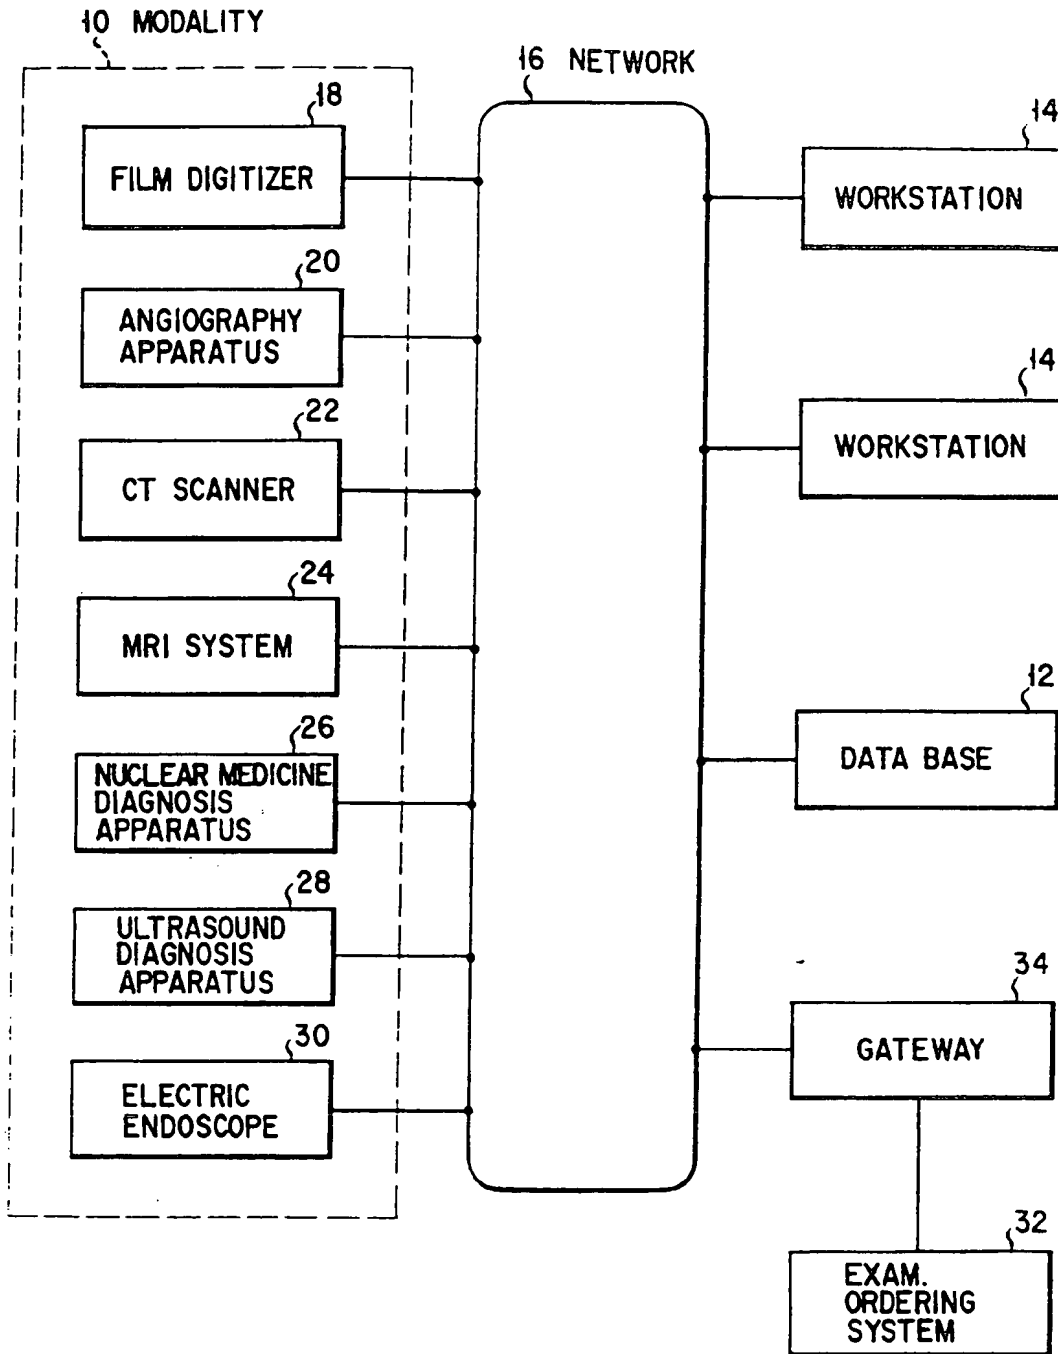 10 MODALITY
16 NETWORK
18
FILM DIGITIZER
20
ANGIOGRAPHY
APPARATUS
22
CT SCANNER
24
MRI SYSTEM
26
NUCLEAR MEDICINE
DIAGNOSIS
APPARATUS
28
ULTRASOUND
DIAGNOSIS
APPARATUS
30
ELECTRIC
ENDOSCOPE
14
WORKSTATION
14
WORKSTATION
12
DATA BASE
34
GATEWAY
32
EXAM.
ORDERING
SYSTEM